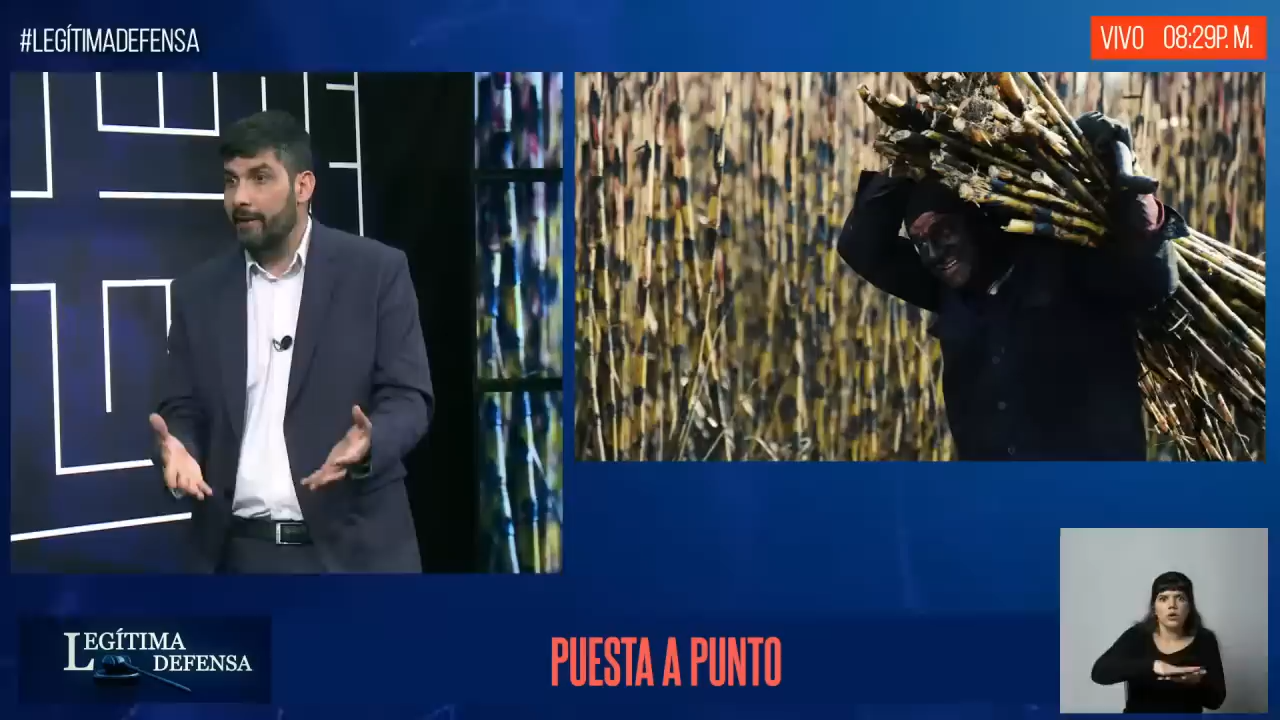 #LEGÍTIMADEFENSA
VIVO 08:29P. M.
LEGÍTIMA
DEFENSA
PUESTA A PUNTO